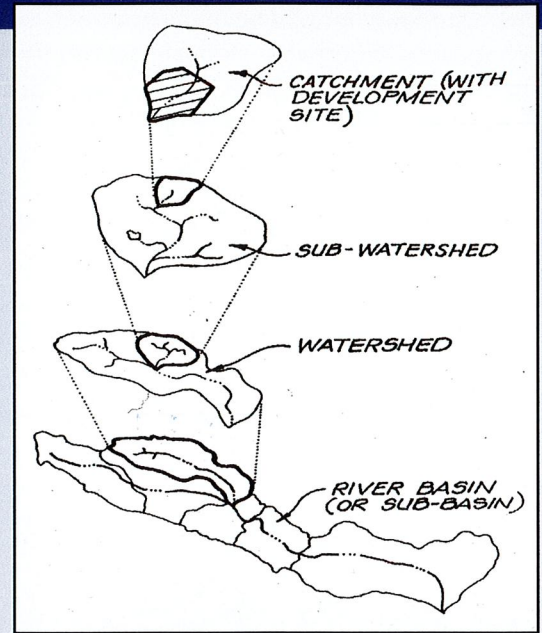 CATCHMENT (WITH
DEVELOPMENT
SITE)
SUB-WATERSHED
WATERSHED
RIVER BASIN
(OR SUB-BASIN)